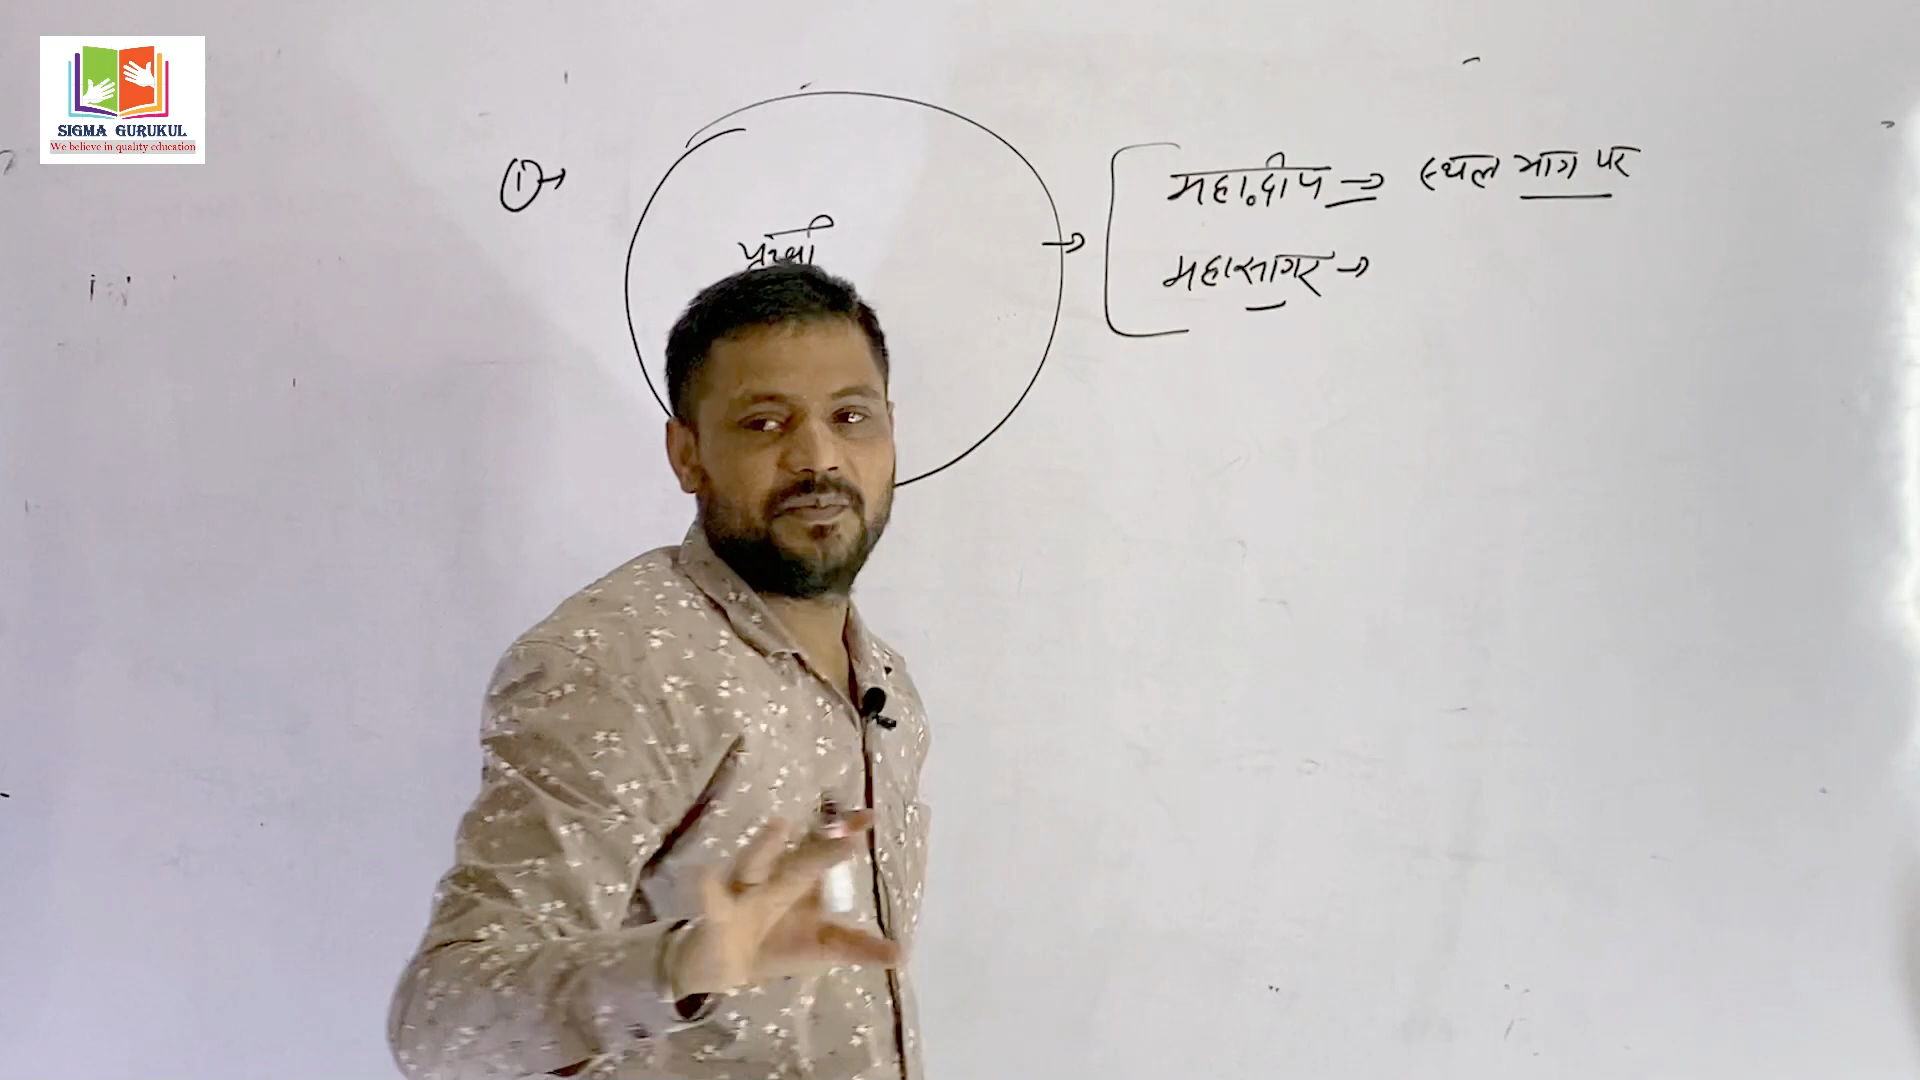 SIGMA GURUKUL
We believe in quality education
①→
पृथ्वी
महाद्वीप ⇒ स्थल भाग पर
महासागर →